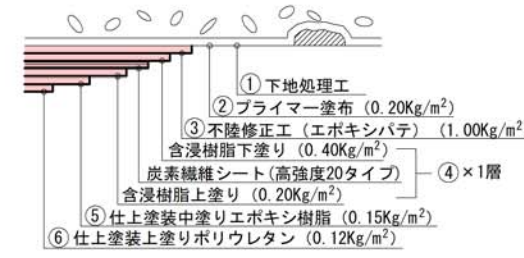 ①下地処理工
②プライマー塗布（0.20Kg/m²）
③不陸修正工（エポキシパテ）（1.00Kg/m²
含浸樹脂下塗り（0.40Kg/m²）
炭素繊維シート(高強度20タイプ)
④×1層
含浸樹脂上塗り（0.20Kg/m²）
⑤仕上塗装中塗りエポキシ樹脂（0.15Kg/m²）
⑥仕上塗装上塗りポリウレタン（0.12Kg/m²）